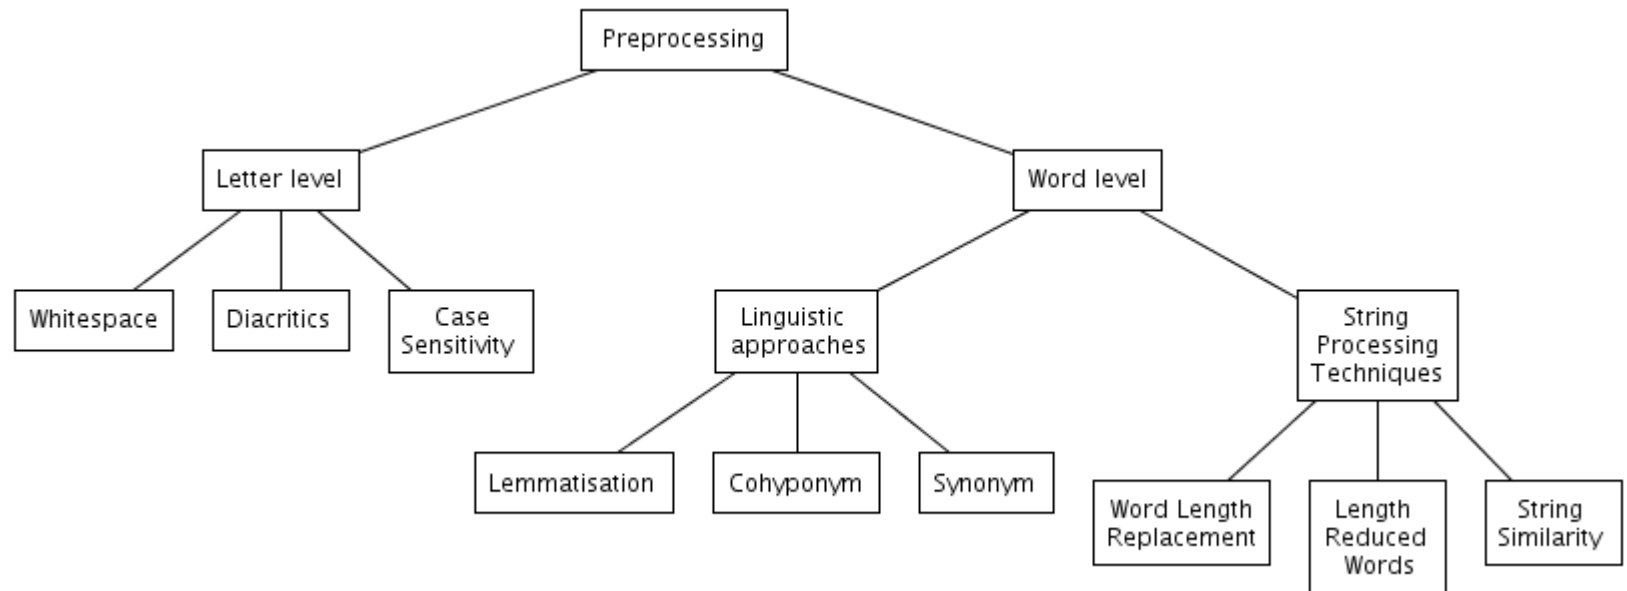 Preprocessing
Letter level
Word level
Whitespace
Diacritics
Case
Sensitivity
Linguistic
approaches
String
Processing
Techniques
Lemmatisation
Cohyponym
Synonym
Word Length
Replacement
Length
Reduced
Words
String
Similarity